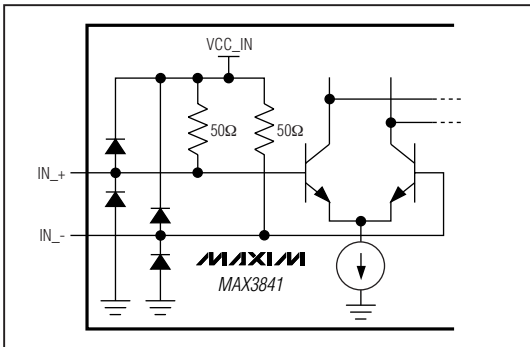 VCC_IN
50Ω 50Ω
IN_+
IN_-
MAXIM
MAX3841